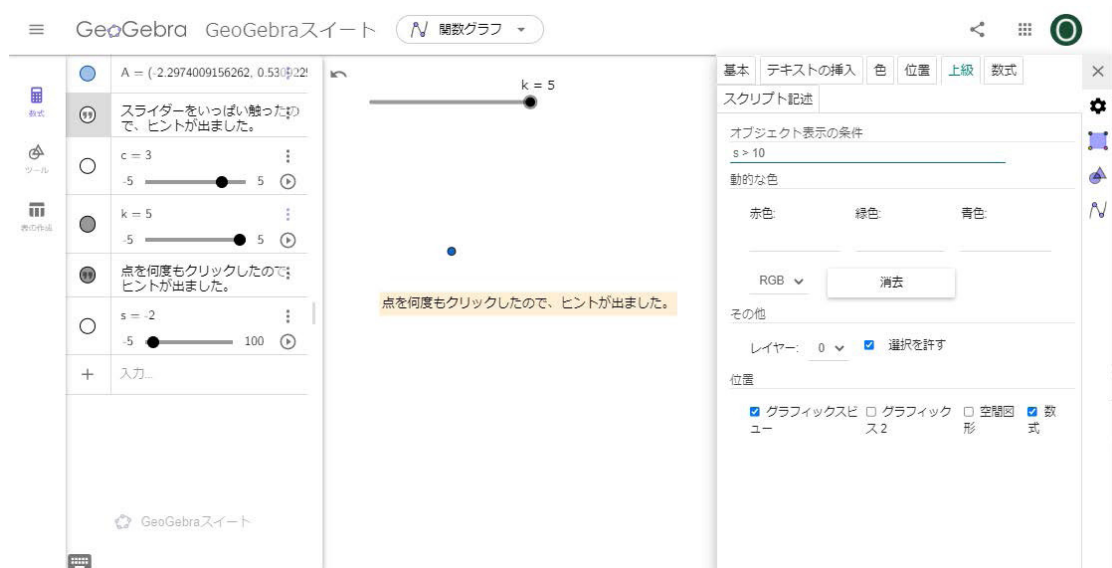 GeoGebra GeoGebraスイート 関数グラフ
O
数式
ツール
表の作成
A = (-2.2974009156262, 0.530922
スライダーをいっぱい触ったの
で、ヒントが出ました。
c = 3
-5 5
k = 5
-5 5
点を何度もクリックしたので、
ヒントが出ました。
s = -2
-5 100
入力...
GeoGebraスイート
k = 5
点を何度もクリックしたので、ヒントが出ました。
基本 テキストの挿入 色 位置 上級 数式
スクリプト記述
オブジェクト表示の条件
s > 10
動的な色
赤色: 緑色: 青色:
RGB 消去
その他
レイヤー: 0 選択を許す
位置
グラフィックスビュー グラフィックス 2 空間図形 数式